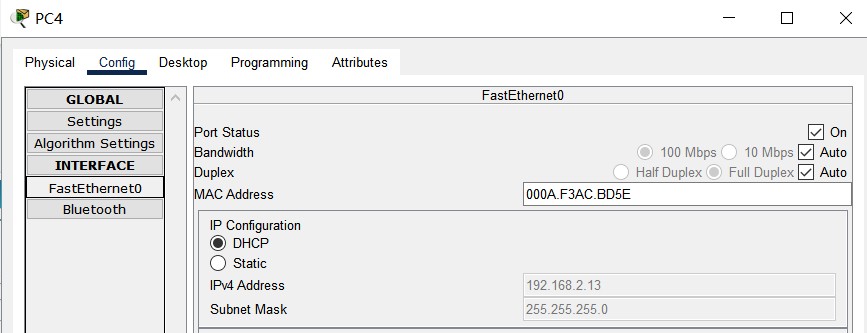 PC4
Physical Config Desktop Programming Attributes
GLOBAL
Settings
Algorithm Settings
INTERFACE
FastEthernet0
Bluetooth
FastEthernet0
Port Status On
Bandwidth 100 Mbps 10 Mbps Auto
Duplex Half Duplex Full Duplex Auto
MAC Address 000A.F3AC.BD5E
IP Configuration
DHCP
Static
IPv4 Address 192.168.2.13
Subnet Mask 255.255.255.0